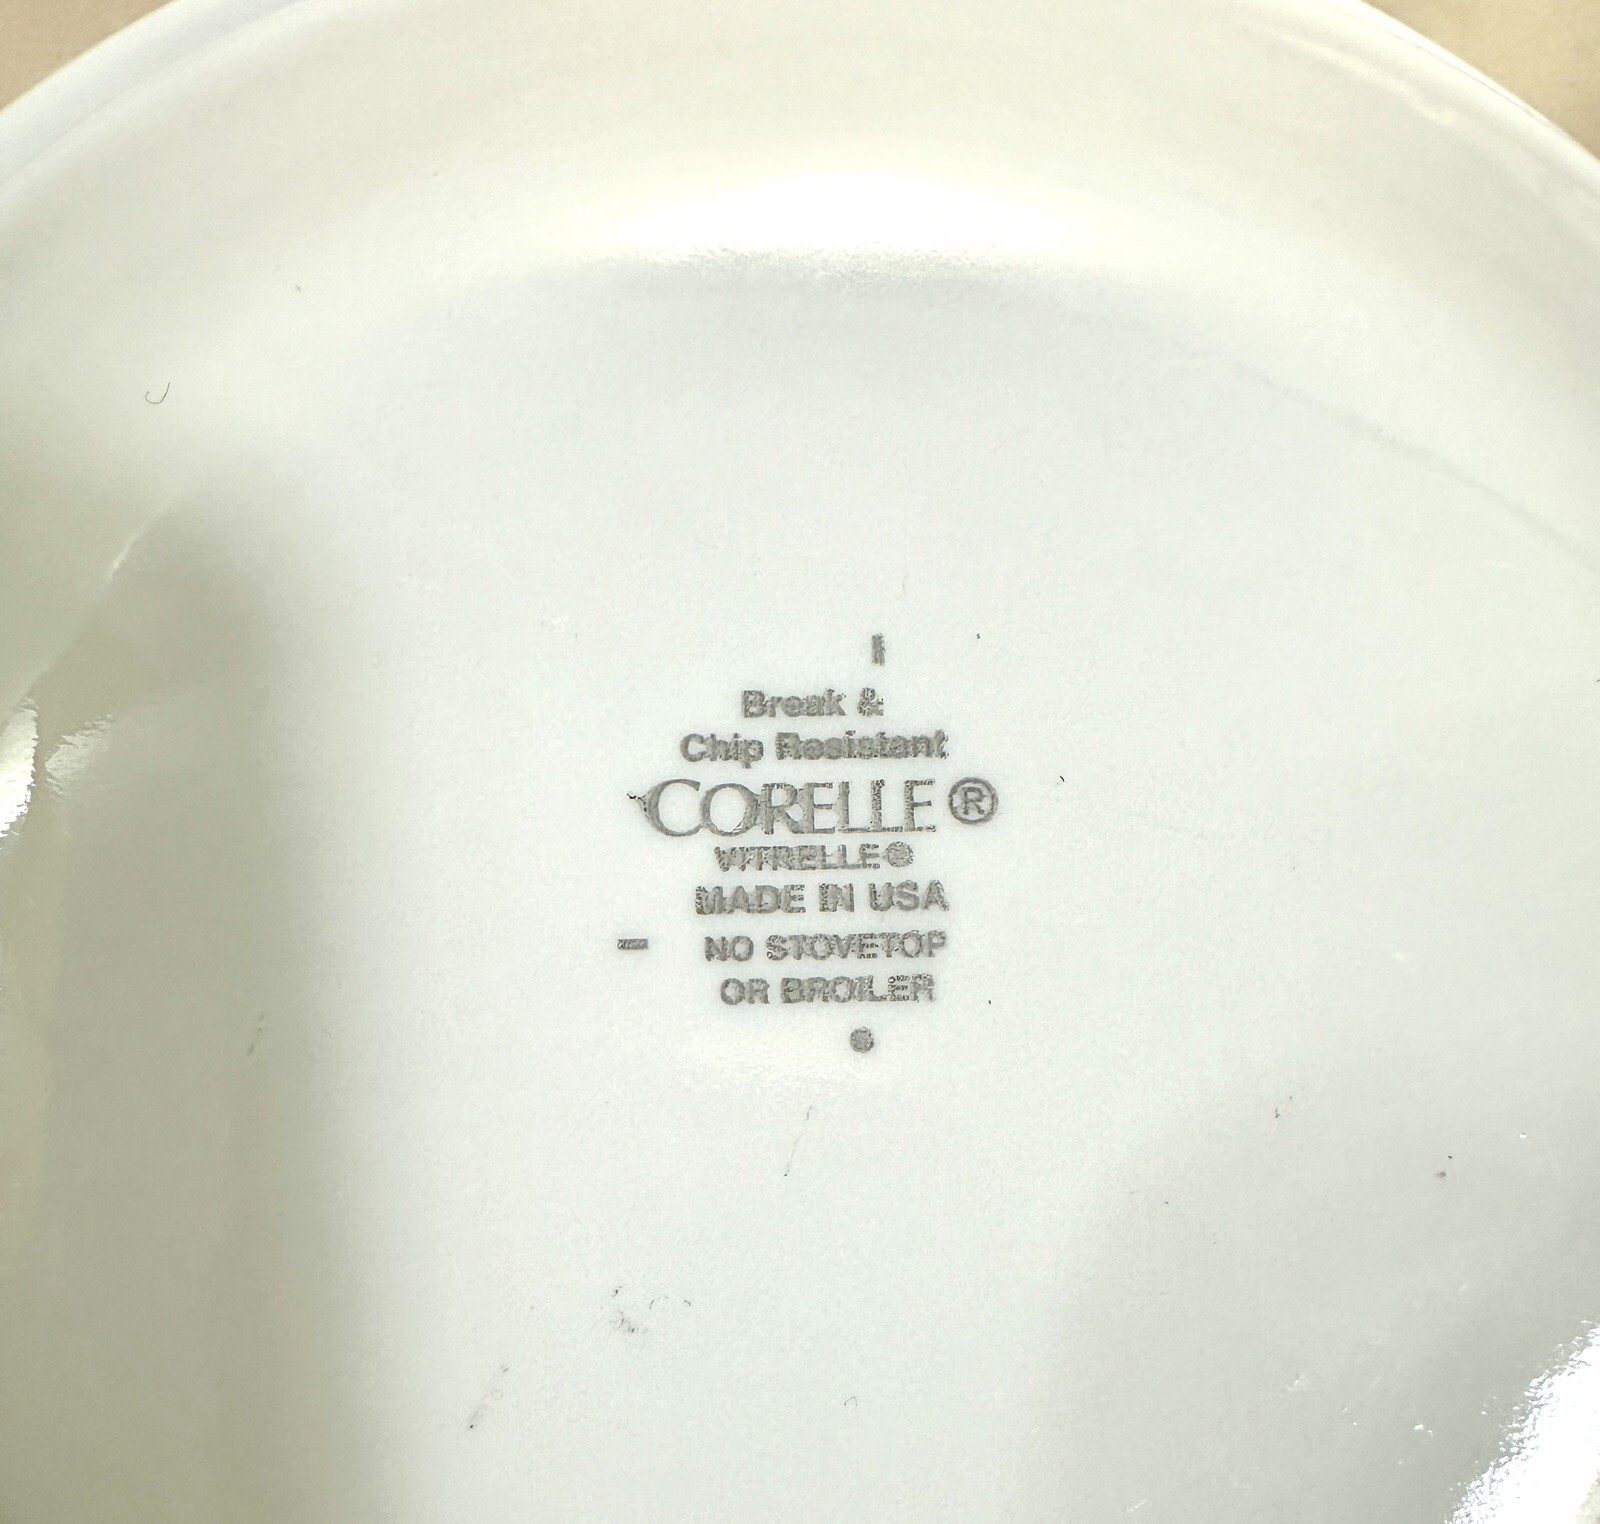 Break &
Chip Resistant
CORELLE®
VITRELLE®
MADE IN USA
NO STOVETOP
OR BROILER